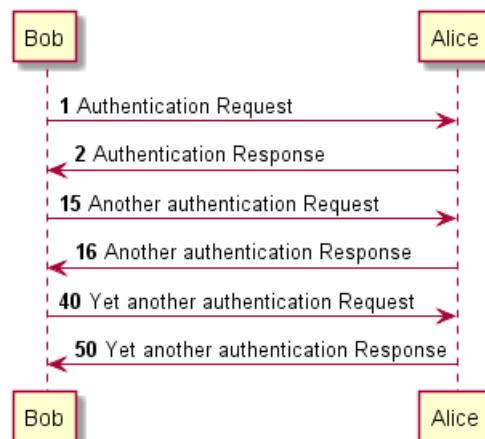 Bob Alice
1 Authentication Request
2 Authentication Response
15 Another authentication Request
16 Another authentication Response
40 Yet another authentication Request
50 Yet another authentication Response
Bob Alice